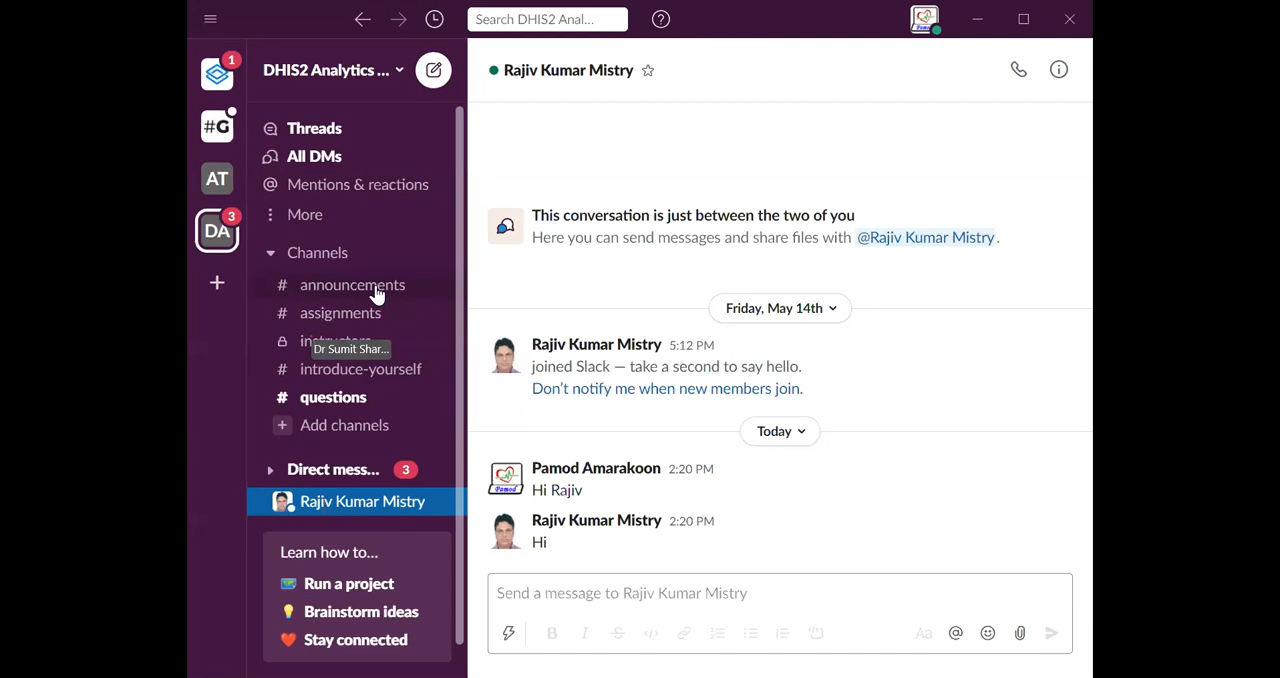 Search DHIS2 Anal...
1
#G
AT
3
DA
DHIS2 Analytics ...
Threads
All DMs
Mentions & reactions
More
Channels
# announcements
# assignments
Dr Sumit Shar...
# introduce-yourself
# questions
+ Add channels
Direct mess... 3
Rajiv Kumar Mistry
Learn how to...
Run a project
Brainstorm ideas
Stay connected
Rajiv Kumar Mistry
This conversation is just between the two of you
Here you can send messages and share files with @Rajiv Kumar Mistry.
Friday, May 14th
Rajiv Kumar Mistry 5:12 PM
joined Slack — take a second to say hello.
Don't notify me when new members join.
Today
Pamod Amarakoon 2:20 PM
Hi Rajiv
Rajiv Kumar Mistry 2:20 PM
Hi
Send a message to Rajiv Kumar Mistry
B I S Aa @